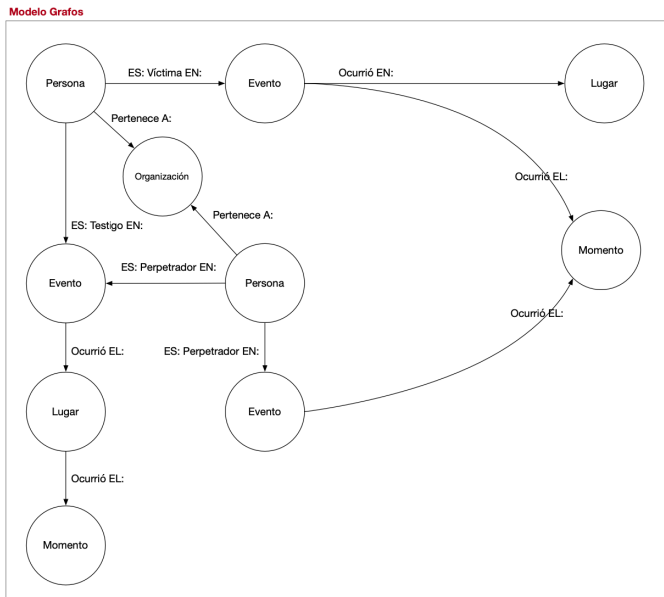 Modelo Grafos
Persona
ES: Víctima EN:
Evento
Ocurrió EN:
Lugar
Pertenece A:
Organización
Ocurrió EL:
Pertenece A:
ES: Testigo EN:
Momento
Evento
ES: Perpetrador EN:
Persona
Ocurrió EL:
Ocurrió EL:
ES: Perpetrador EN:
Lugar
Evento
Ocurrió EL:
Momento